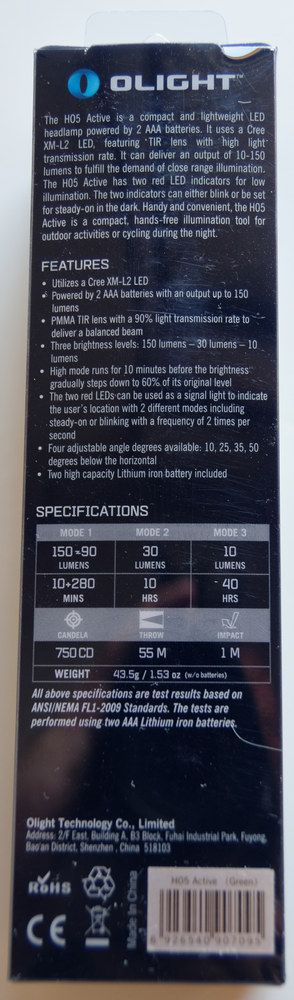 OLIGHT™
The H05 Active is a compact and lightweight LED
headlamp powered by 2 AAA batteries. It uses a Cree
XM-L2 LED, featuring TIR lens with high light
transmission rate. It can deliver an output of 10-150
lumens to fulfill the demand of close range illumination.
The H05 Active has two red LED indicators for low
illumination. The two indicators can either blink or be set
for steady-on in the dark. Handy and convenient, the H05
Active is a compact, hands-free illumination tool for
outdoor activities or cycling during the night.
FEATURES
• Utilizes a Cree XM-L2 LED
• Powered by 2 AAA batteries with an output up to 150
lumens
• PMMA TIR lens with a 90% light transmission rate to
deliver a balanced beam
• Three brightness levels: 150 lumens – 30 lumens – 10
lumens
• High mode runs for 10 minutes before the brightness
gradually steps down to 60% of its original level
• The two red LEDs can be used as a signal light to indicate
the user's location with 2 different modes including
steady-on or blinking with a frequency of 2 times per
second
• Four adjustable angle degrees available: 10, 25, 35, 50
degrees below the horizontal
• Two high capacity Lithium iron battery included
SPECIFICATIONS
MODE 1 MODE 2 MODE 3
150~90 30 10
LUMENS LUMENS LUMENS
10+280 10 40
MINS HRS HRS
CANDELA THROW IMPACT
750CD 55 M 1 M
WEIGHT 43.5g / 1.53 oz (w/o batteries)
All above specifications are test results based on
ANSI/NEMA FL1-2009 Standards. The tests are
performed using two AAA Lithium iron batteries.
Olight Technology Co., Limited
Address: 2/F East, Building A, B3 Block, Fuhai Industrial Park, Fuyong,
Bao'an District, Shenzhen , China 518103
RoHS
CE
Made In China
H05 Active (Green)
6 926540 907095